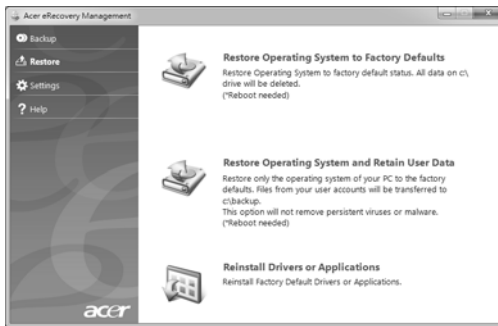 Acer eRecovery Management
Backup
Restore
Settings
? Help
Restore Operating System to Factory Defaults
Restore Operating System to factory default status. All data on c:\
drive will be deleted.
(*Reboot needed)
Restore Operating System and Retain User Data
Restore only the operating system of your PC to the factory
defaults. Files from your user accounts will be transferred to
c:\backup.
This option will not remove persistent viruses or malware.
(*Reboot needed)
Reinstall Drivers or Applications
Reinstall Factory Default Drivers or Applications.
acer